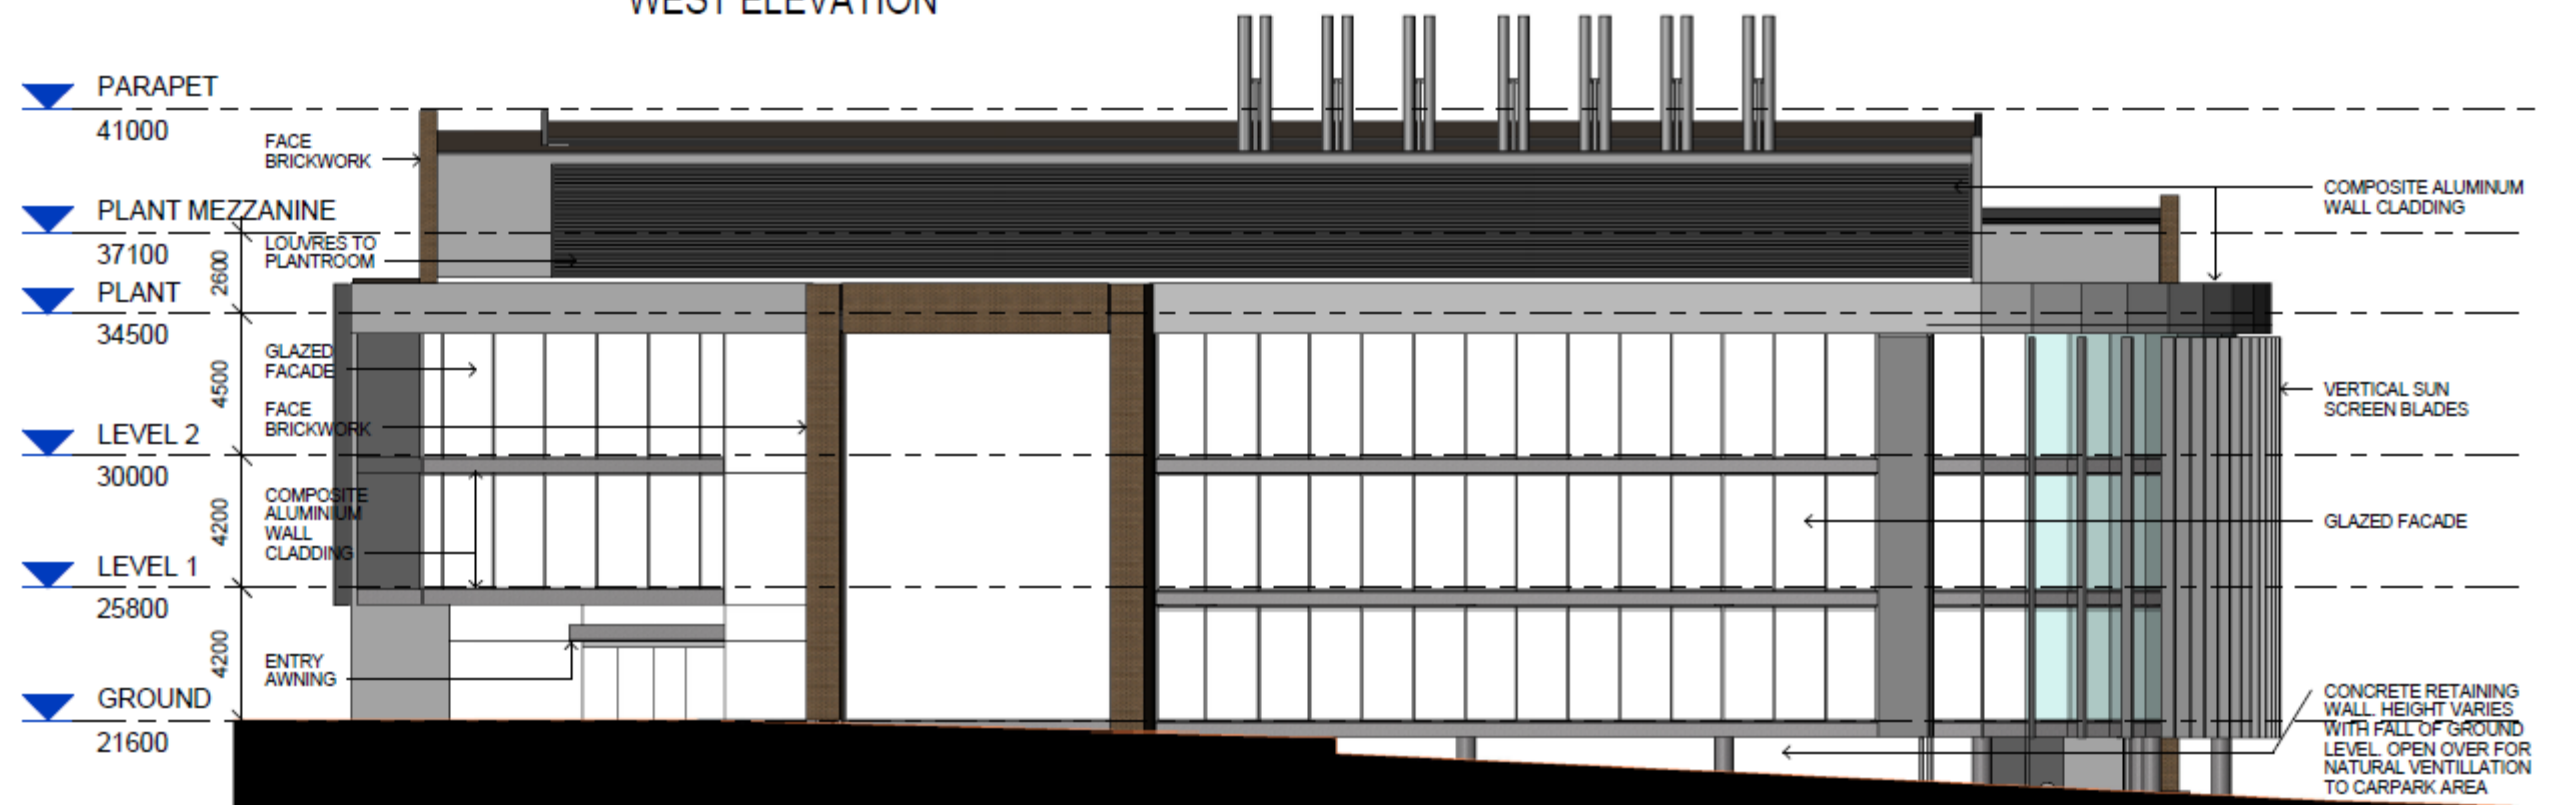 WEST ELEVATION
PARAPET
41000
FACE
BRICKWORK
PLANT MEZZANINE
37100
LOUVRES TO
PLANTROOM
2600
PLANT
34500
GLAZED
FACADE
4500
FACE
BRICKWORK
LEVEL 2
30000
COMPOSITE
ALUMINIUM
WALL
CLADDING
4200
LEVEL 1
25800
4200
ENTRY
AWNING
GROUND
21600
COMPOSITE ALUMINUM
WALL CLADDING
VERTICAL SUN
SCREEN BLADES
GLAZED FACADE
CONCRETE RETAINING
WALL. HEIGHT VARIES
WITH FALL OF GROUND
LEVEL. OPEN OVER FOR
NATURAL VENTILLATION
TO CARPARK AREA